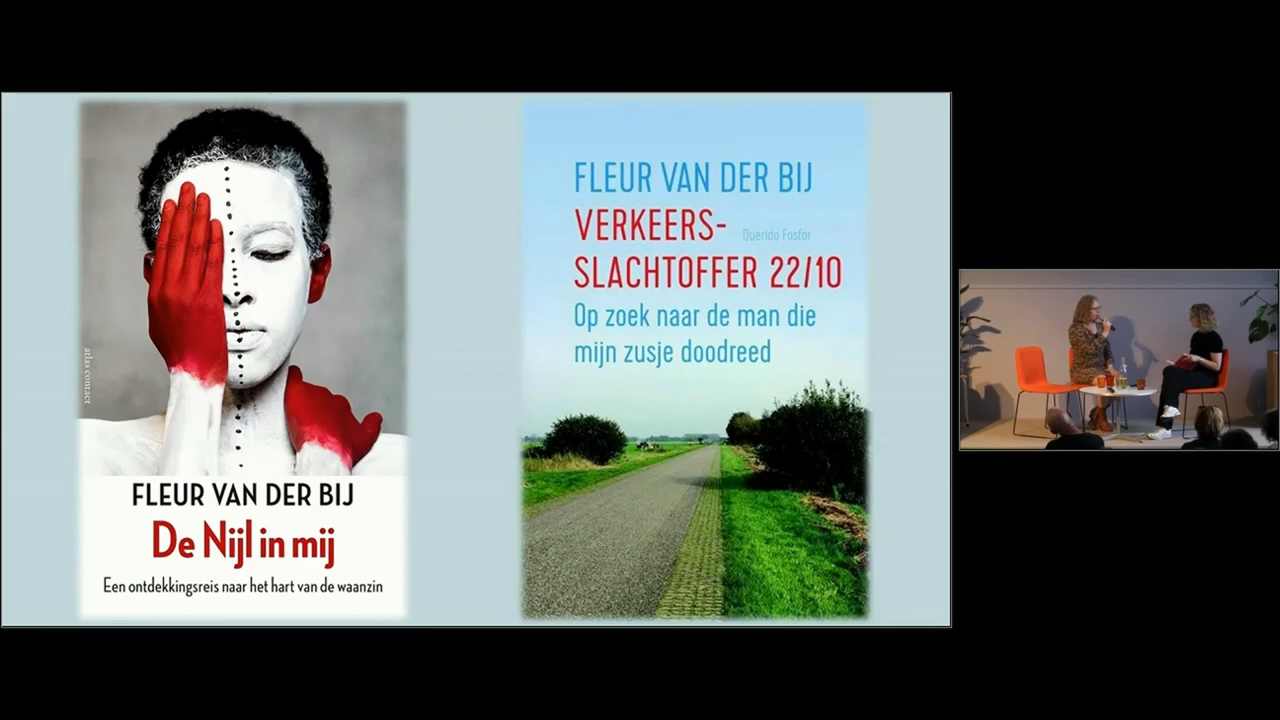 atlas contact
FLEUR VAN DER BIJ
De Nijl in mij
Een ontdekkingsreis naar het hart van de waanzin
FLEUR VAN DER BIJ
VERKEERS-
Querido Fosfor
SLACHTOFFER 22/10
Op zoek naar de man die
mijn zusje doodreed